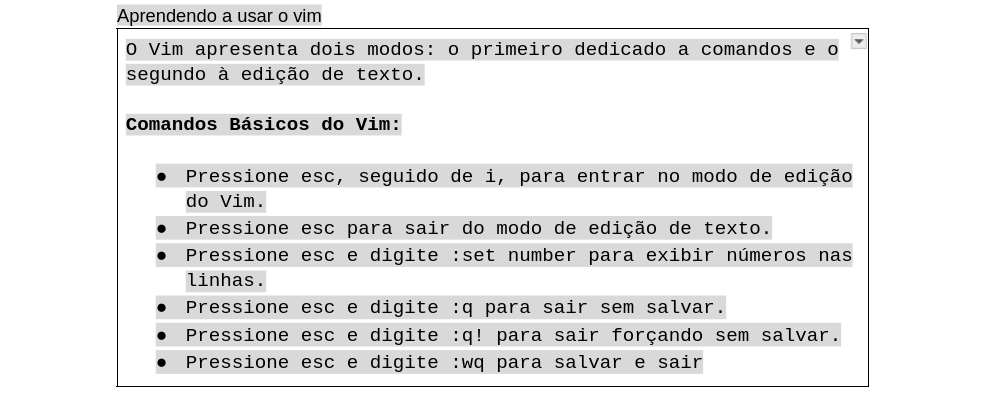 Aprendendo a usar o vim
O Vim apresenta dois modos: o primeiro dedicado a comandos e o
segundo à edição de texto.
Comandos Básicos do Vim:
● Pressione esc, seguido de i, para entrar no modo de edição
do Vim.
● Pressione esc para sair do modo de edição de texto.
● Pressione esc e digite :set number para exibir números nas
linhas.
● Pressione esc e digite :q para sair sem salvar.
● Pressione esc e digite :q! para sair forçando sem salvar.
● Pressione esc e digite :wq para salvar e sair